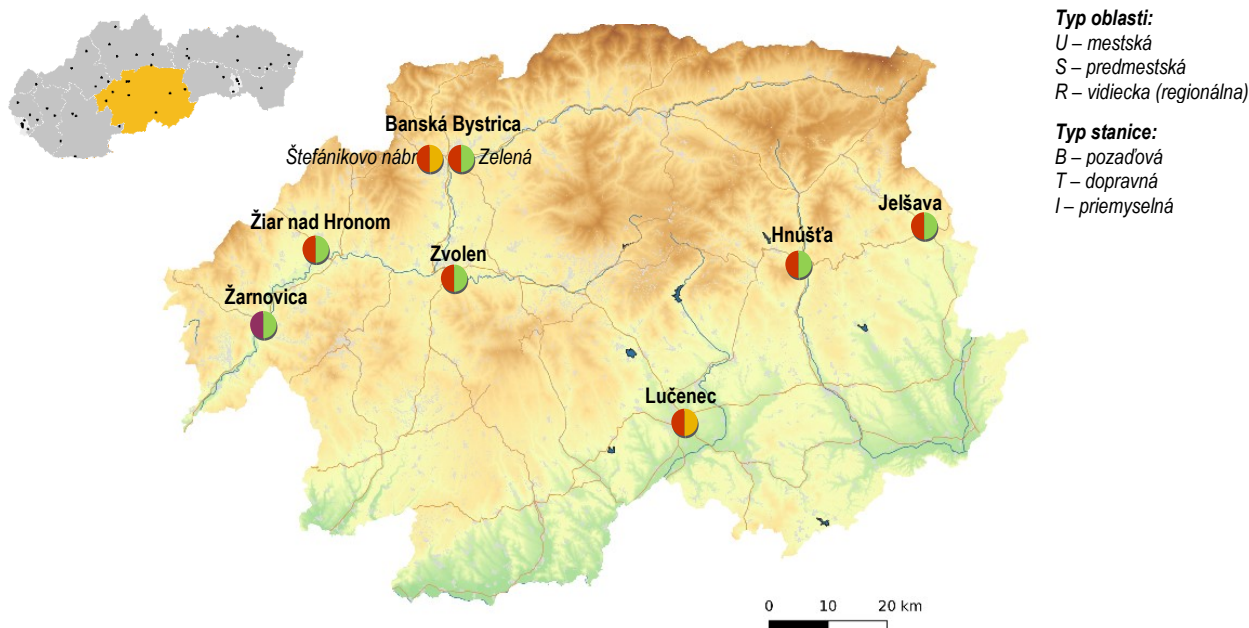 Typ oblasti:
U – mestská
S – predmestská
R – vidiecka (regionálna)
Typ stanice:
B – pozaďová
T – dopravná
I – priemyselná
Banská Bystrica
Štefánikovo nábr
Zelená
Jelšava
Žiar nad Hronom
Hnúšťa
Zvolen
Žarnovica
Lučenec
0 10 20 km